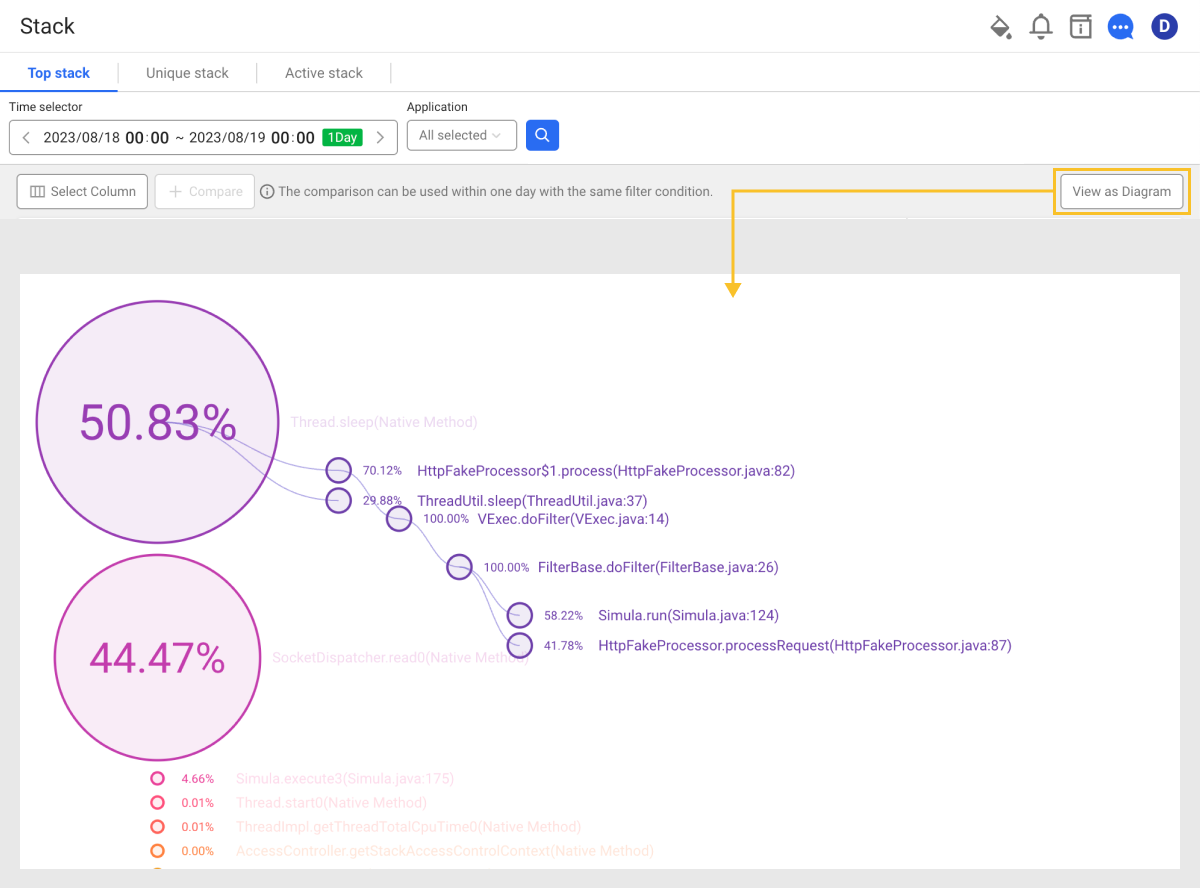 Stack
D
Top stack
Unique stack
Active stack
Time selector
Application
2023/08/18 00:00 ~ 2023/08/19 00:00 1Day
All selected
Select Column
Compare
The comparison can be used within one day with the same filter condition.
View as Diagram
50.83%
Thread.sleep(Native Method)
70.12% HttpFakeProcessor$1.process(HttpFakeProcessor.java:82)
29.88% ThreadUtil.sleep(ThreadUtil.java:37)
100.00% VExec.doFilter(VExec.java:14)
100.00% FilterBase.doFilter(FilterBase.java:26)
58.22% Simula.run(Simula.java:124)
41.78% HttpFakeProcessor.processRequest(HttpFakeProcessor.java:87)
44.47%
SocketDispatcher.read0(Native Method)
4.66% Simula.execute3(Simula.java:175)
0.01% Thread.start0(Native Method)
0.01% ThreadImpl.getThreadTotalCpuTime0(Native Method)
0.00% AccessController.getStackAccessControlContext(Native Method)